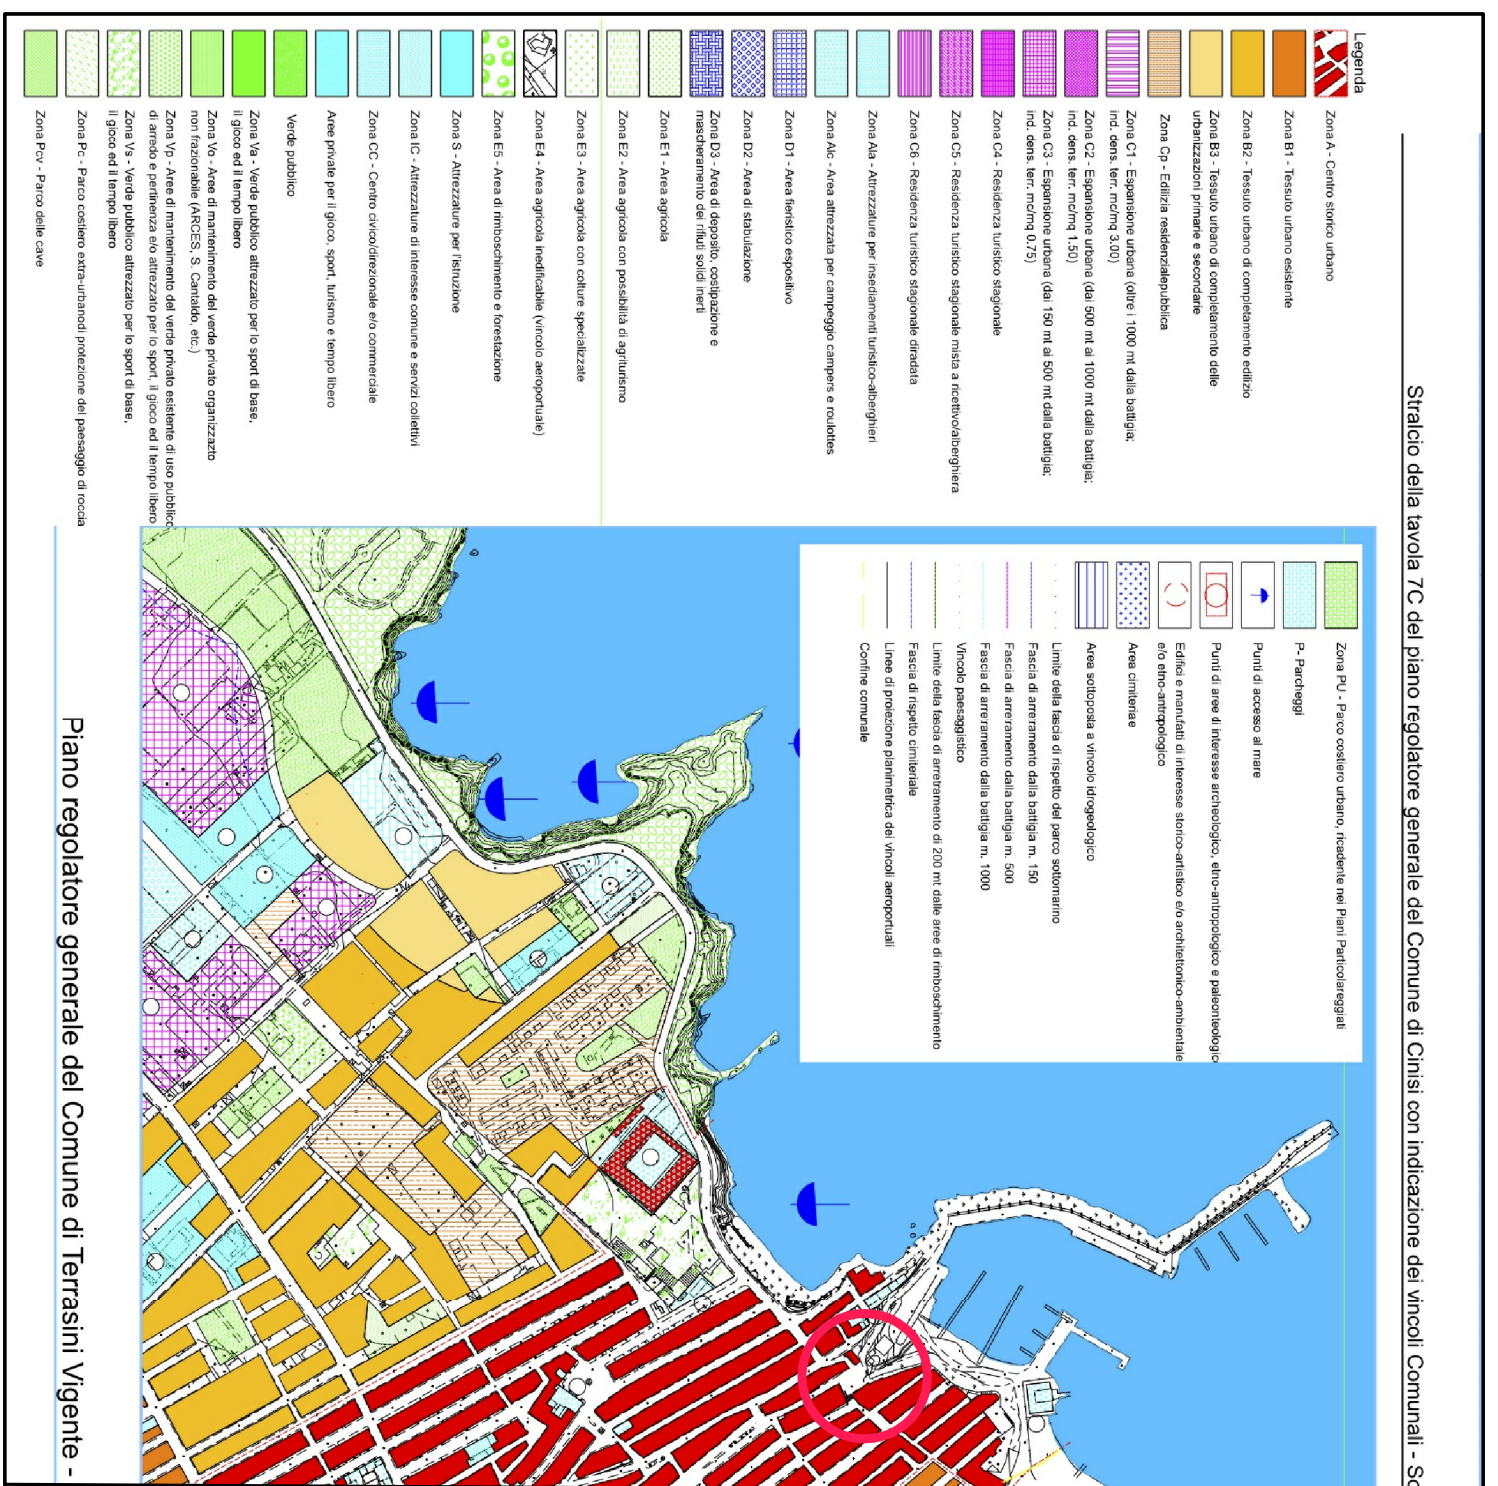 Stralcio della tavola 7C del piano regolatore generale del Comune di Cinisi con indicazione dei vincoli Comunali - Sc
Legenda
Zona A - Centro storico urbano
Zona B1 - Tessuto urbano esistente
Zona B2 - Tessuto urbano di completamento edilizio
Zona B3 - Tessuto urbano di completamento delle
urbanizzazioni primarie e secondarie
Zona Cp - Edilizia residenzialepubblica
Zona C1 - Espansione urbana (oltre i 1000 mt dalla battigia;
ind. dens. terr. mc/mq 3.00)
Zona C2 - Espansione urbana (dai 500 mt ai 1000 mt dalla battigia;
ind. dens. terr. mc/mq 1.50)
Zona C3 - Espansione urbana (dai 150 mt ai 500 mt dalla battigia;
ind. dens. terr. mc/mq 0.75)
Zona C4 - Residenza turistico stagionale
Zona C5 - Residenza turistico stagionale mista a ricettivo/alberghiera
Zona C6 - Residenza turistico stagionale diradata
Zona Ala - Attrezzature per insediamenti turistico-alberghieri
Zona Alc - Area attrezzata per campeggio campers e roulottes
Zona D1 - Area fieristico espositivo
Zona D2 - Area di stabulazione
Zona D3 - Area di deposito, costipazione e
mascheramento dei rifiuti solidi inerti
Zona E1 - Area agricola
Zona E2 - Area agricola con possibilità di agriturismo
Zona E3 - Area agricola con colture specializzate
Zona E4 - Area agricola inedificabile (vincolo aeroportuale)
Zona E5 - Area di rimboschimento e forestazione
Zona S - Attrezzature per l'istruzione
Zona IC - Attrezzature di interesse comune e servizi collettivi
Zona CC - Centro civico/direzionale e/o commerciale
Aree private per il gioco, sport, turismo e tempo libero
Verde pubblico
Zona Va - Verde pubblico attrezzato per lo sport di base,
il gioco ed il tempo libero
Zona Vo - Aree di mantenimento del verde privato organizzazto
non frazionabile (ARCES, S. Cantaldo, etc.)
Zona Vp - Aree di mantenimento del verde privato esistente di uso pubblico
di arredo e pertinenza e/o attrezzato per lo sport, il gioco ed il tempo libero
Zona Vs - Verde pubblico attrezzato per lo sport di base,
il gioco ed il tempo libero
Zona Pc - Parco costiero extra-urbanodi protezione del paesaggio di roccia
Zona Pcv - Parco delle cave
Zona PU - Parco costiero urbano, ricadente nei Piani Particolareggiati
P- Parcheggi
Punti di accesso al mare
Punti di aree di interesse archeologico, etno-antropologico e paleonteologico
Edifici e manufatti di interesse storico-artistico e/o architettonico-ambientale
e/o etno-antropologico
Area cimiteriae
Area sottoposia a vincolo idrogeologico
Limite della fascia di rispetto del parco sottomarino
Fascia di arrerramento dalla battigia m. 150
Fascia di arrerramento dalla battigia m. 500
Fascia di arrerramento dalla battigia m. 1000
Vincolo paesaggistico
Limite della fascia di arretramento di 200 mt dalle aree di rimboschimento
Fascia di rispetto cimiteriale
Linee di proiezione planimetrica dei vincoli aeroportuali
Confine comunale
Piano regolatore generale del Comune di Terrasini Vigente -